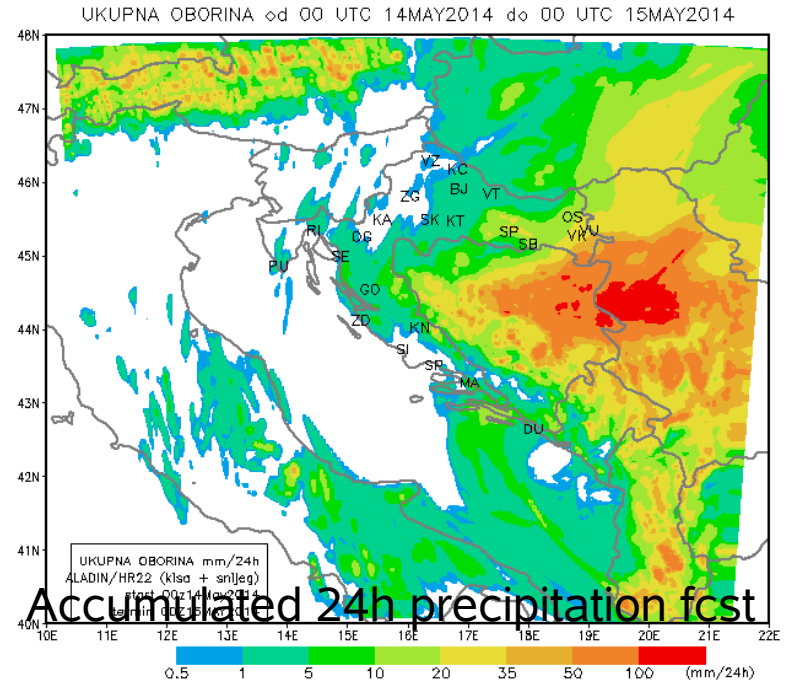 UKUPNA OBORINA od 00 UTC 14MAY2014 do 00 UTC 15MAY2014
48N
47N
46N
45N
44N
43N
42N
41N
40N
VZ
KC
ZG
BJ
VT
KA
SK
KT
OS
RI
OG
SP
VU
VK
SB
SE
PU
GO
ZD
KN
SI
SP
MA
DU
UKUPNA OBORINA mm/24h
ALADIN/HR22 (kisa + snijeg)
start 00z14May2014
termin 00Z15MAY2014
Accumulated 24h precipitation fcst
10E 11E 12E 13E 14E 15E 16E 17E 18E 19E 20E 21E 22E
0.5 1 5 10 20 35 50 100 (mm/24h)